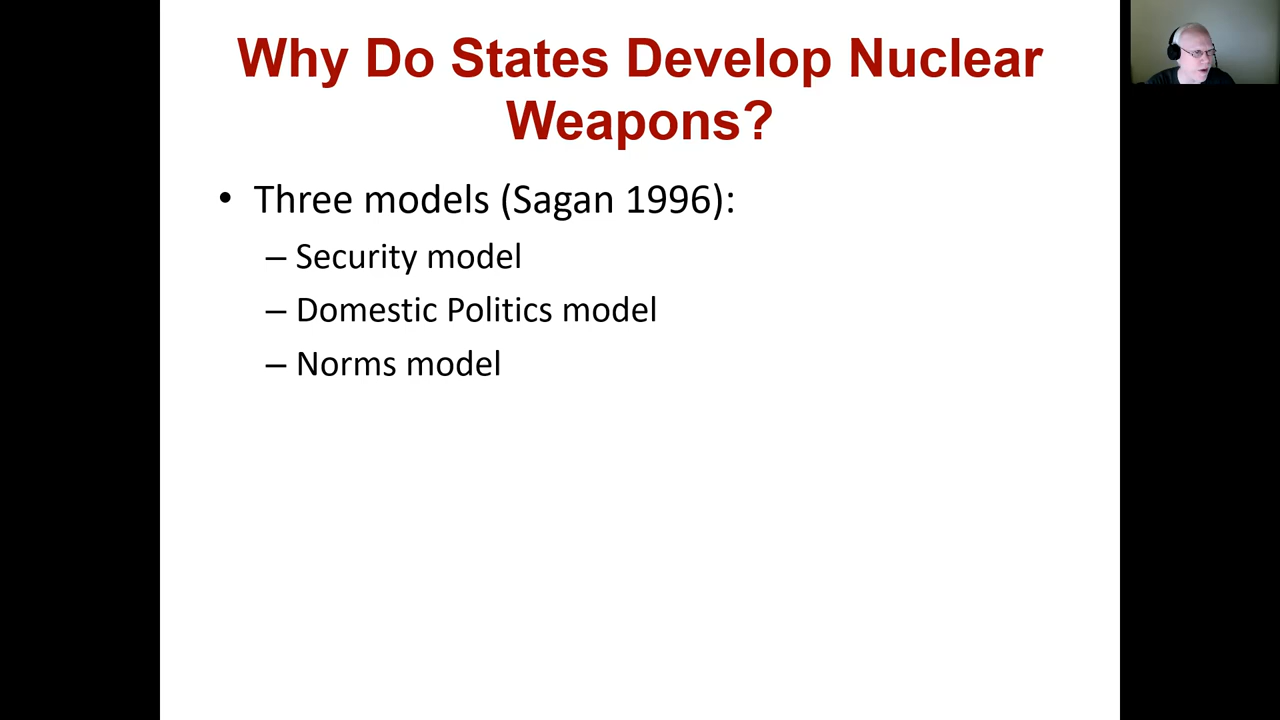 Why Do States Develop Nuclear
Weapons?
• Three models (Sagan 1996):
– Security model
– Domestic Politics model
– Norms model